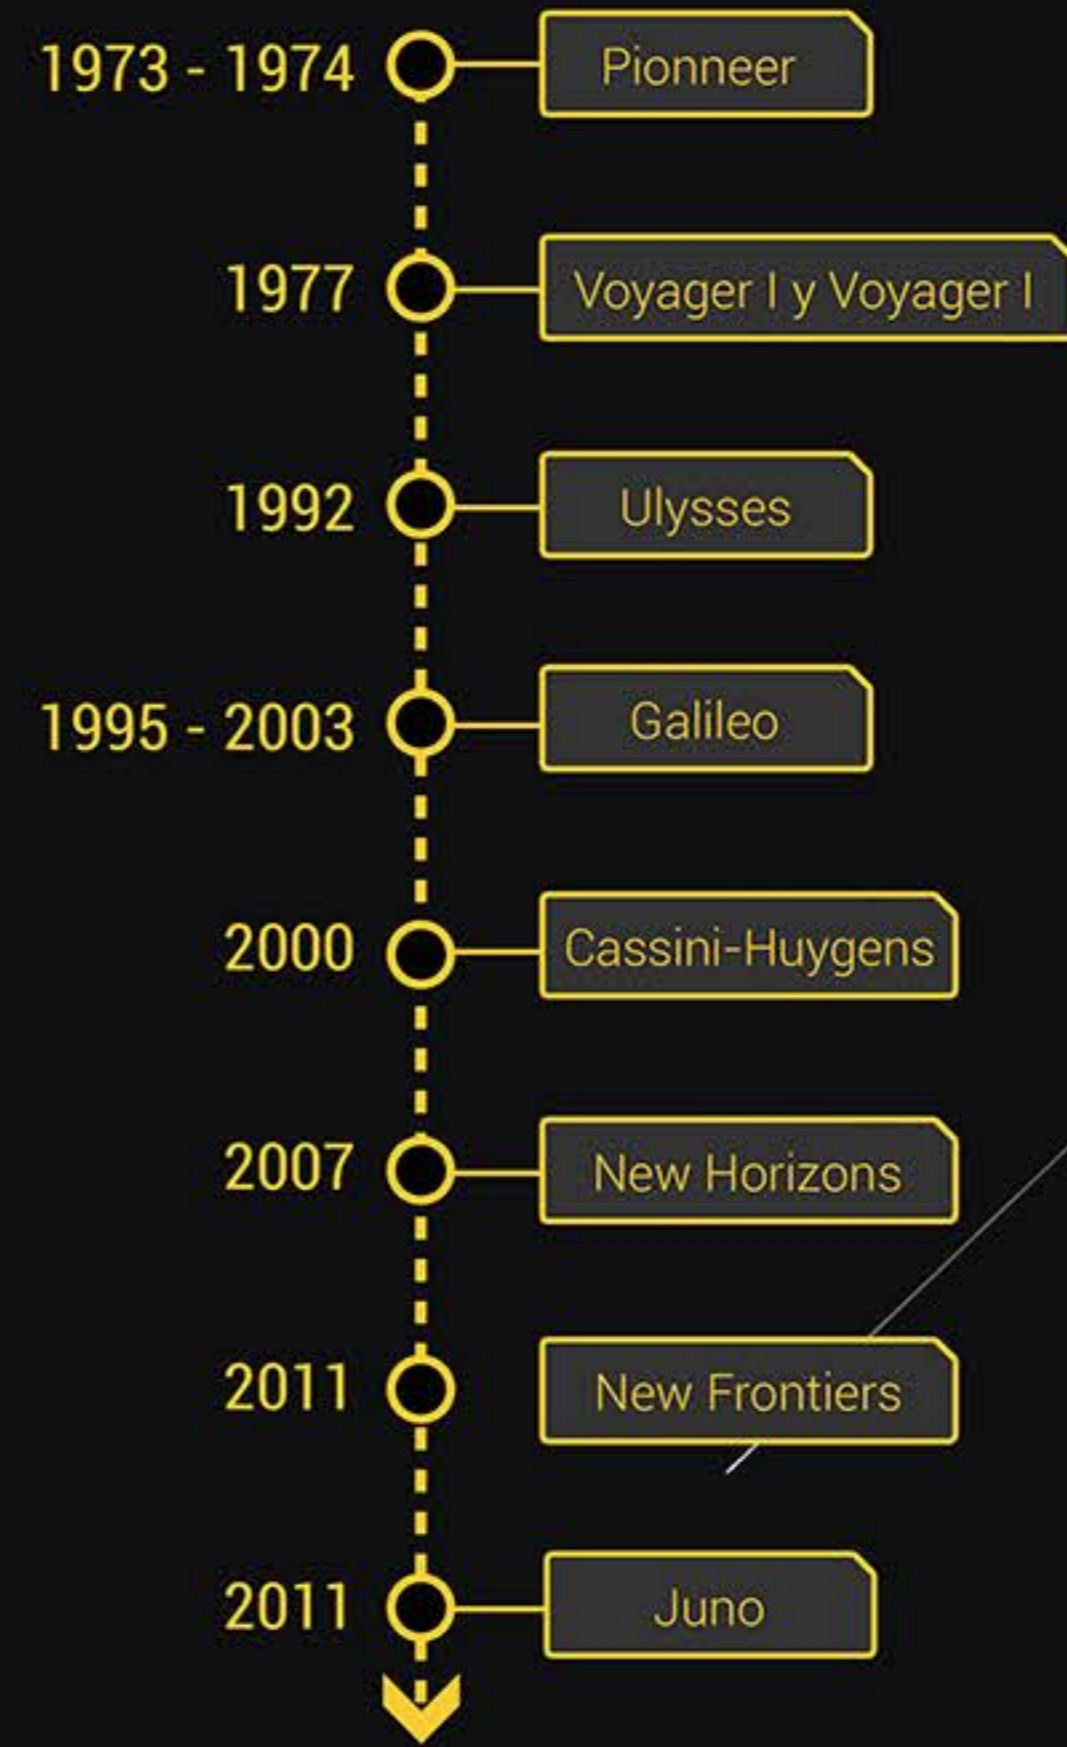 1973 - 1974 Pionneer
1977 Voyager I y Voyager I
1992 Ulysses
1995 - 2003 Galileo
2000 Cassini-Huygens
2007 New Horizons
2011 New Frontiers
2011 Juno